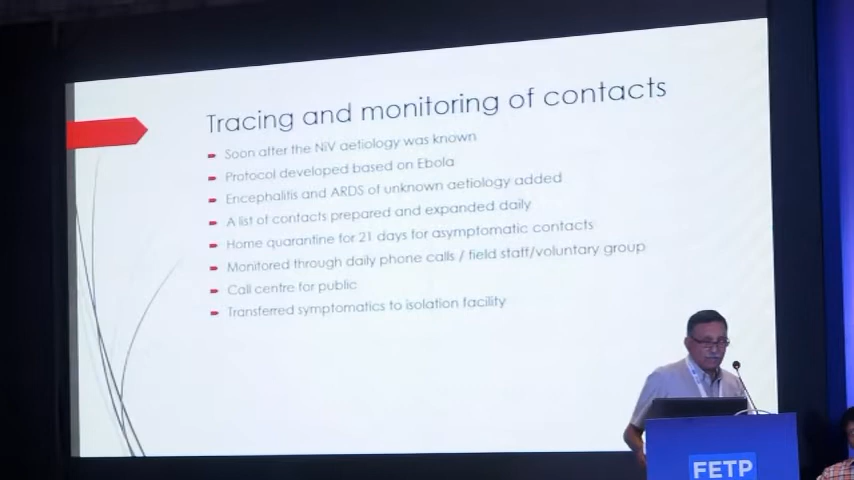 Tracing and monitoring of contacts
Soon after the NiV aetiology was known
Protocol developed based on Ebola
Encephalitis and ARDS of unknown aetiology added
A list of contacts prepared and expanded daily
Home quarantine for 21 days for asymptomatic contacts
Monitored through daily phone calls / field staff/voluntary group
Call centre for public
Transferred symptomatics to isolation facility
FETP